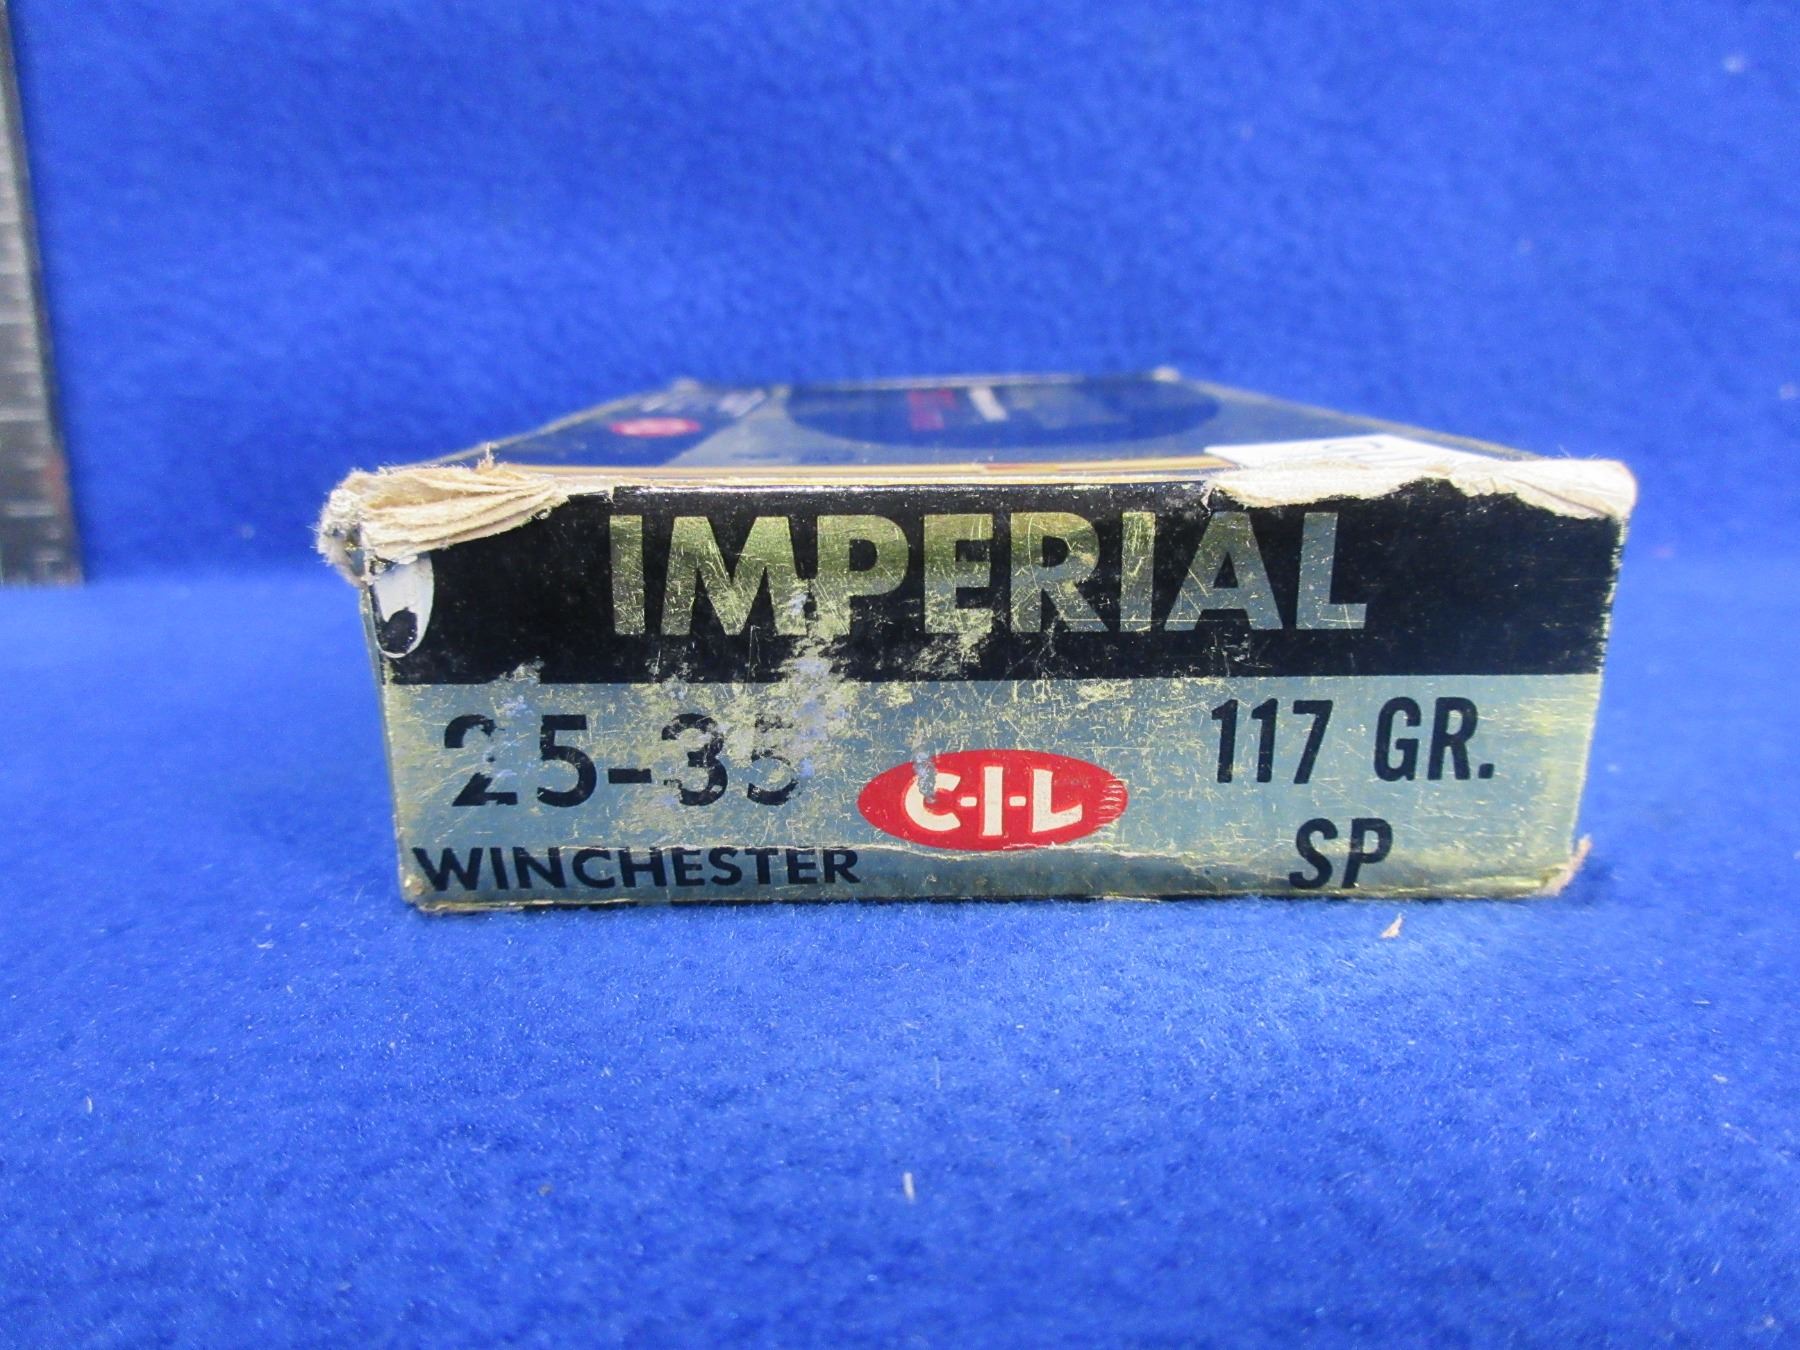 IMPERIAL
25-35
C-I-L
117 GR.
WINCHESTER
SP